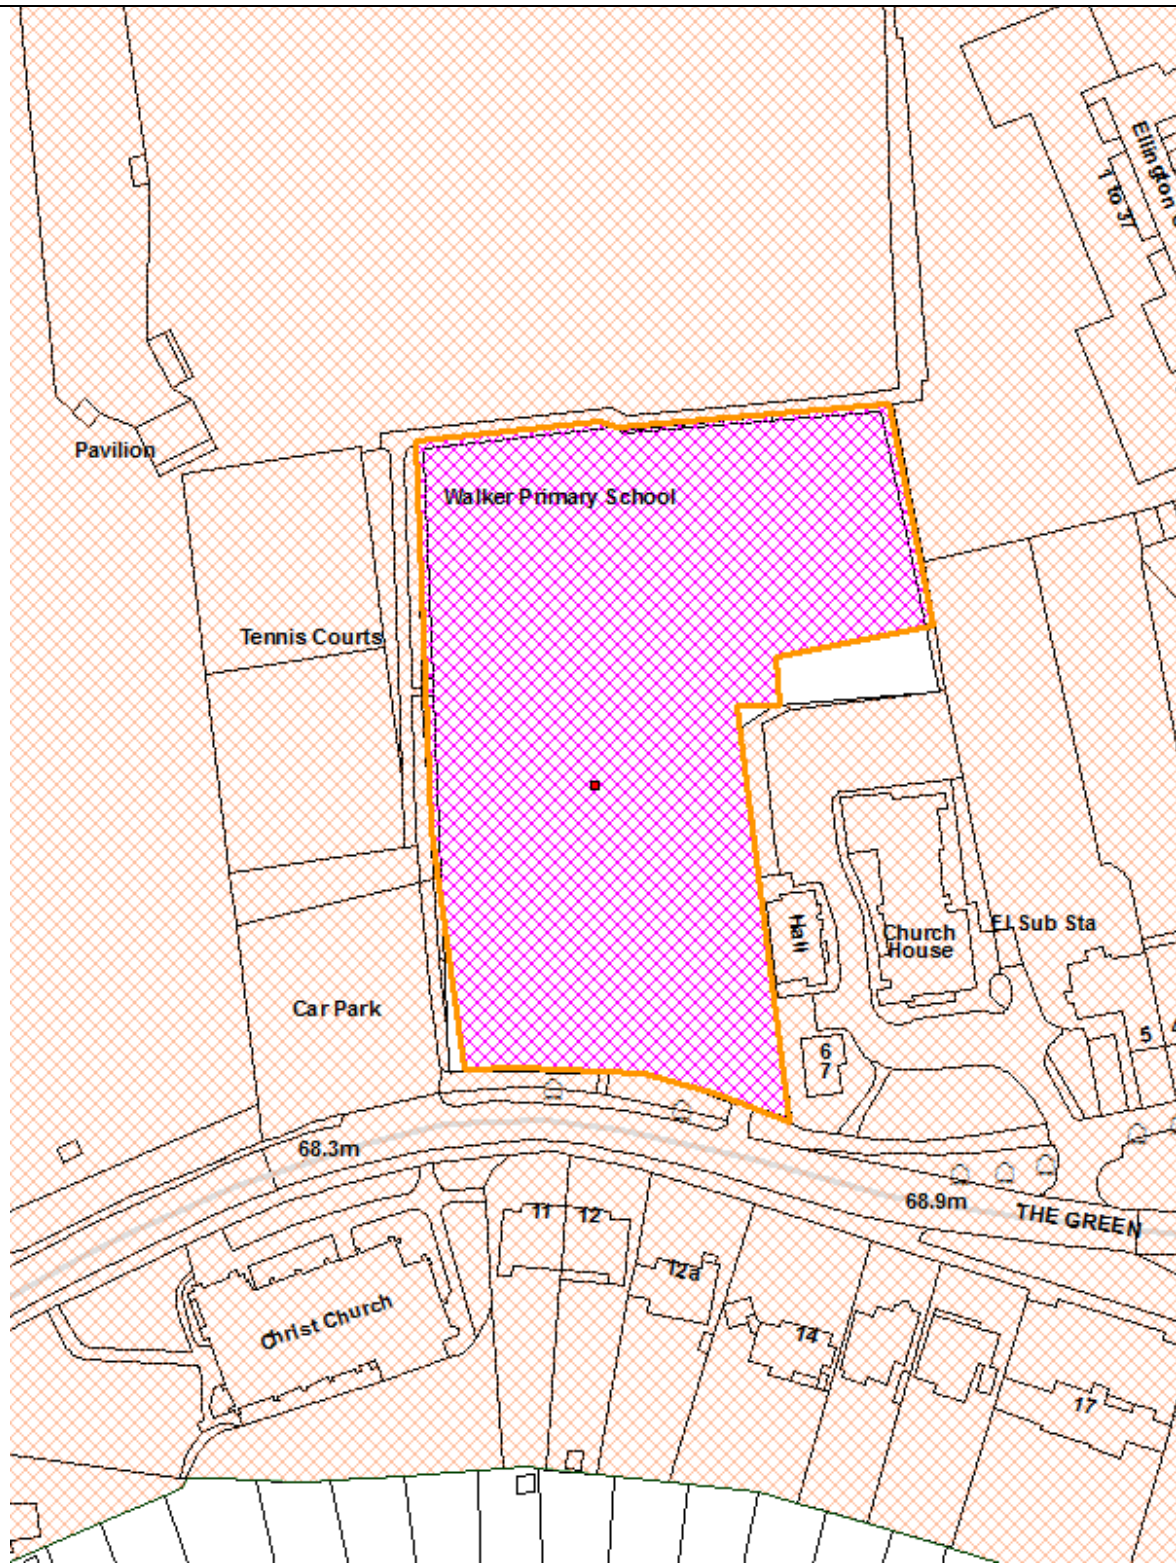 Ellington
1 to 37
Pavilion
Walker Primary School
Tennis Courts
Hall
Church
House
El Sub Sta
Car Park
6
7
5
68.3m
68.9m
THE GREEN
11
12
12a
Christ Church
14
17